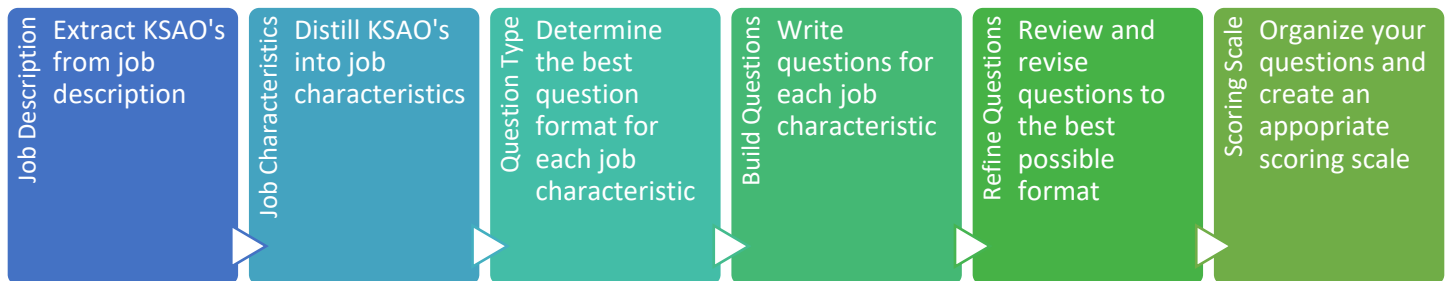 Job Description
Extract KSAO's
from job
description
Job Characteristics
Distill KSAO's
into job
characteristics
Question Type
Determine
the best
question
format for
each job
characteristic
Build Questions
Write
questions for
each job
characteristic
Refine Questions
Review and
revise
questions to
the best
possible
format
Scoring Scale
Organize your
questions and
create an
appopriate
scoring scale